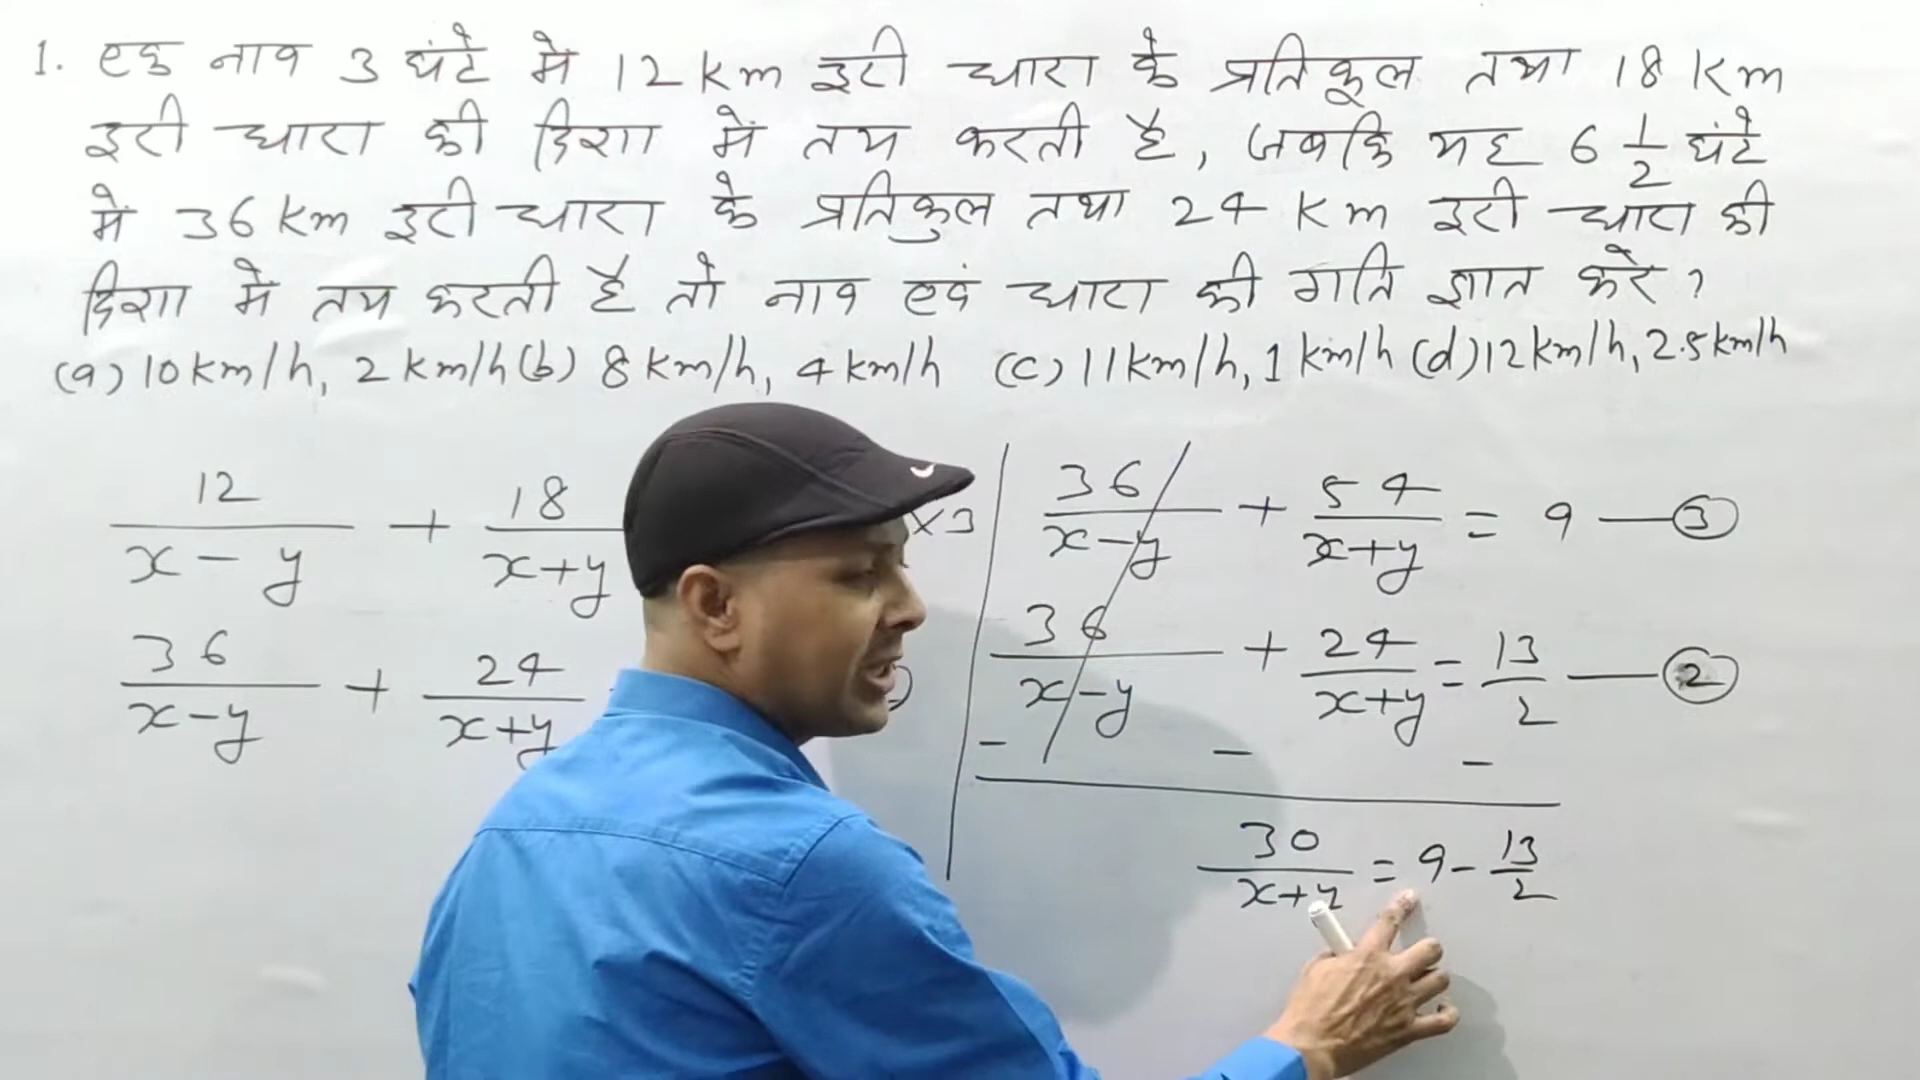 1. एक नाव 3 घंटे में 12 km दूरी धारा के प्रतिकूल तथा 18 km
दूरी धारा की दिशा में तय करती है, जबकि यह 6 1/2 घंटे
में 36 km दूरी धारा के प्रतिकुल तथा 24 km दूरी धारा की
दिशा में तय करती है तो नाव एवं धारा की गति ज्ञात करें ?
(a) 10 km/h, 2 km/h (b) 8 km/h, 4 km/h (c) 11 km/h, 1 km/h (d) 12 km/h, 2.5 km/h
12/(x-y) + 18/(x+y) ×3
36/(x-y) + 24/(x+y)
36/(x-y) + 54/(x+y) = 9 — 3
36/(x-y) + 24/(x+y) = 13/2 — 2
- - -
30/(x+y) = 9 - 13/2